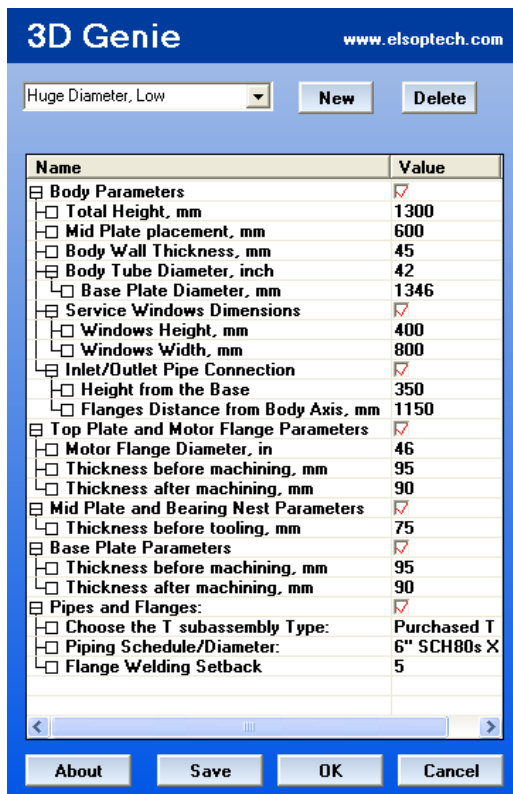 3D Genie www.elsoptech.com
Huge Diameter, Low New Delete
Name Value
Body Parameters
Total Height, mm 1300
Mid Plate placement, mm 600
Body Wall Thickness, mm 45
Body Tube Diameter, inch 42
Base Plate Diameter, mm 1346
Service Windows Dimensions
Windows Height, mm 400
Windows Width, mm 800
Inlet/Outlet Pipe Connection
Height from the Base 350
Flanges Distance from Body Axis, mm 1150
Top Plate and Motor Flange Parameters
Motor Flange Diameter, in 46
Thickness before machining, mm 95
Thickness after machining, mm 90
Mid Plate and Bearing Nest Parameters
Thickness before tooling, mm 75
Base Plate Parameters
Thickness before machining, mm 95
Thickness after machining, mm 90
Pipes and Flanges:
Choose the T subassembly Type: Purchased T
Piping Schedule/Diameter: 6" SCH80s X
Flange Welding Setback 5
About Save OK Cancel